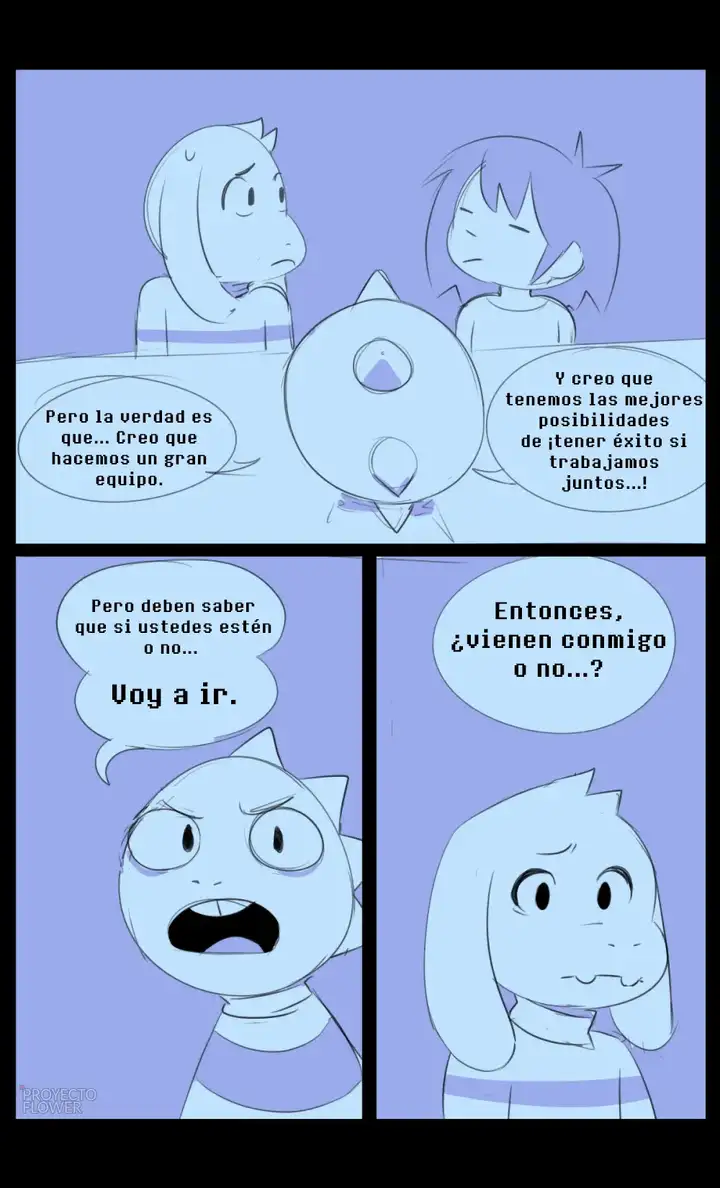 Pero la verdad es
que... Creo que
hacemos un gran
equipo.
Y creo que
tenemos las mejores
posibilidades
de ¡tener éxito si
trabajamos
juntos...!
Pero deben saber
que si ustedes estén
o no...
Voy a ir.
Entonces,
¿vienen conmigo
o no...?
PROYECTO
FLOWER